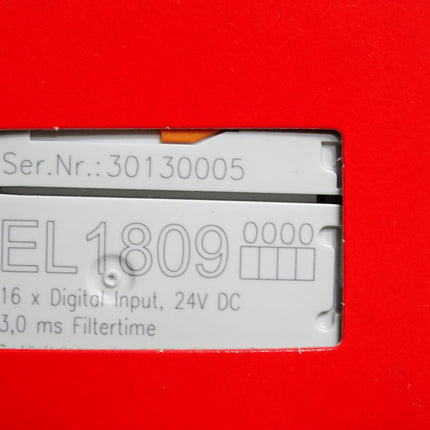 Ser.Nr.:30130005
EL1809 0000
16 x Digital Input, 24V DC
3,0 ms Filtertime